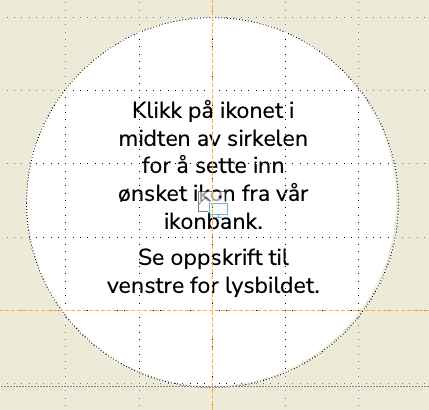 Klikk på ikonet i
midten av sirkelen
for å sette inn
ønsket ikon fra vår
ikonbank.
Se oppskrift til
venstre for lysbildet.